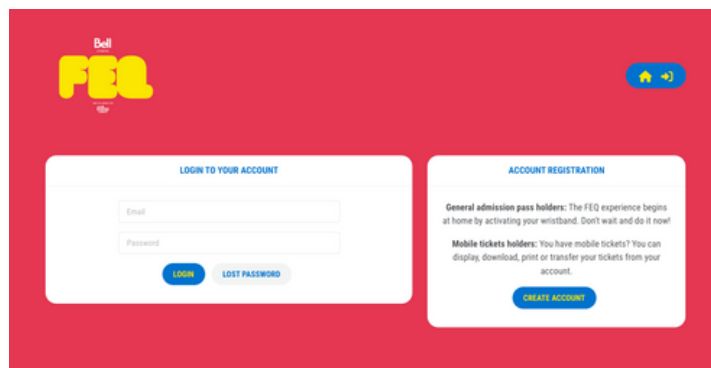 Bell
FEQ
LOGIN TO YOUR ACCOUNT
Email
Password
LOGIN
LOST PASSWORD
ACCOUNT REGISTRATION
General admission pass holders: The FEQ experience begins
at home by activating your wristband. Don't wait and do it now!
Mobile tickets holders: You have mobile tickets? You can
display, download, print or transfer your tickets from your
account.
CREATE ACCOUNT